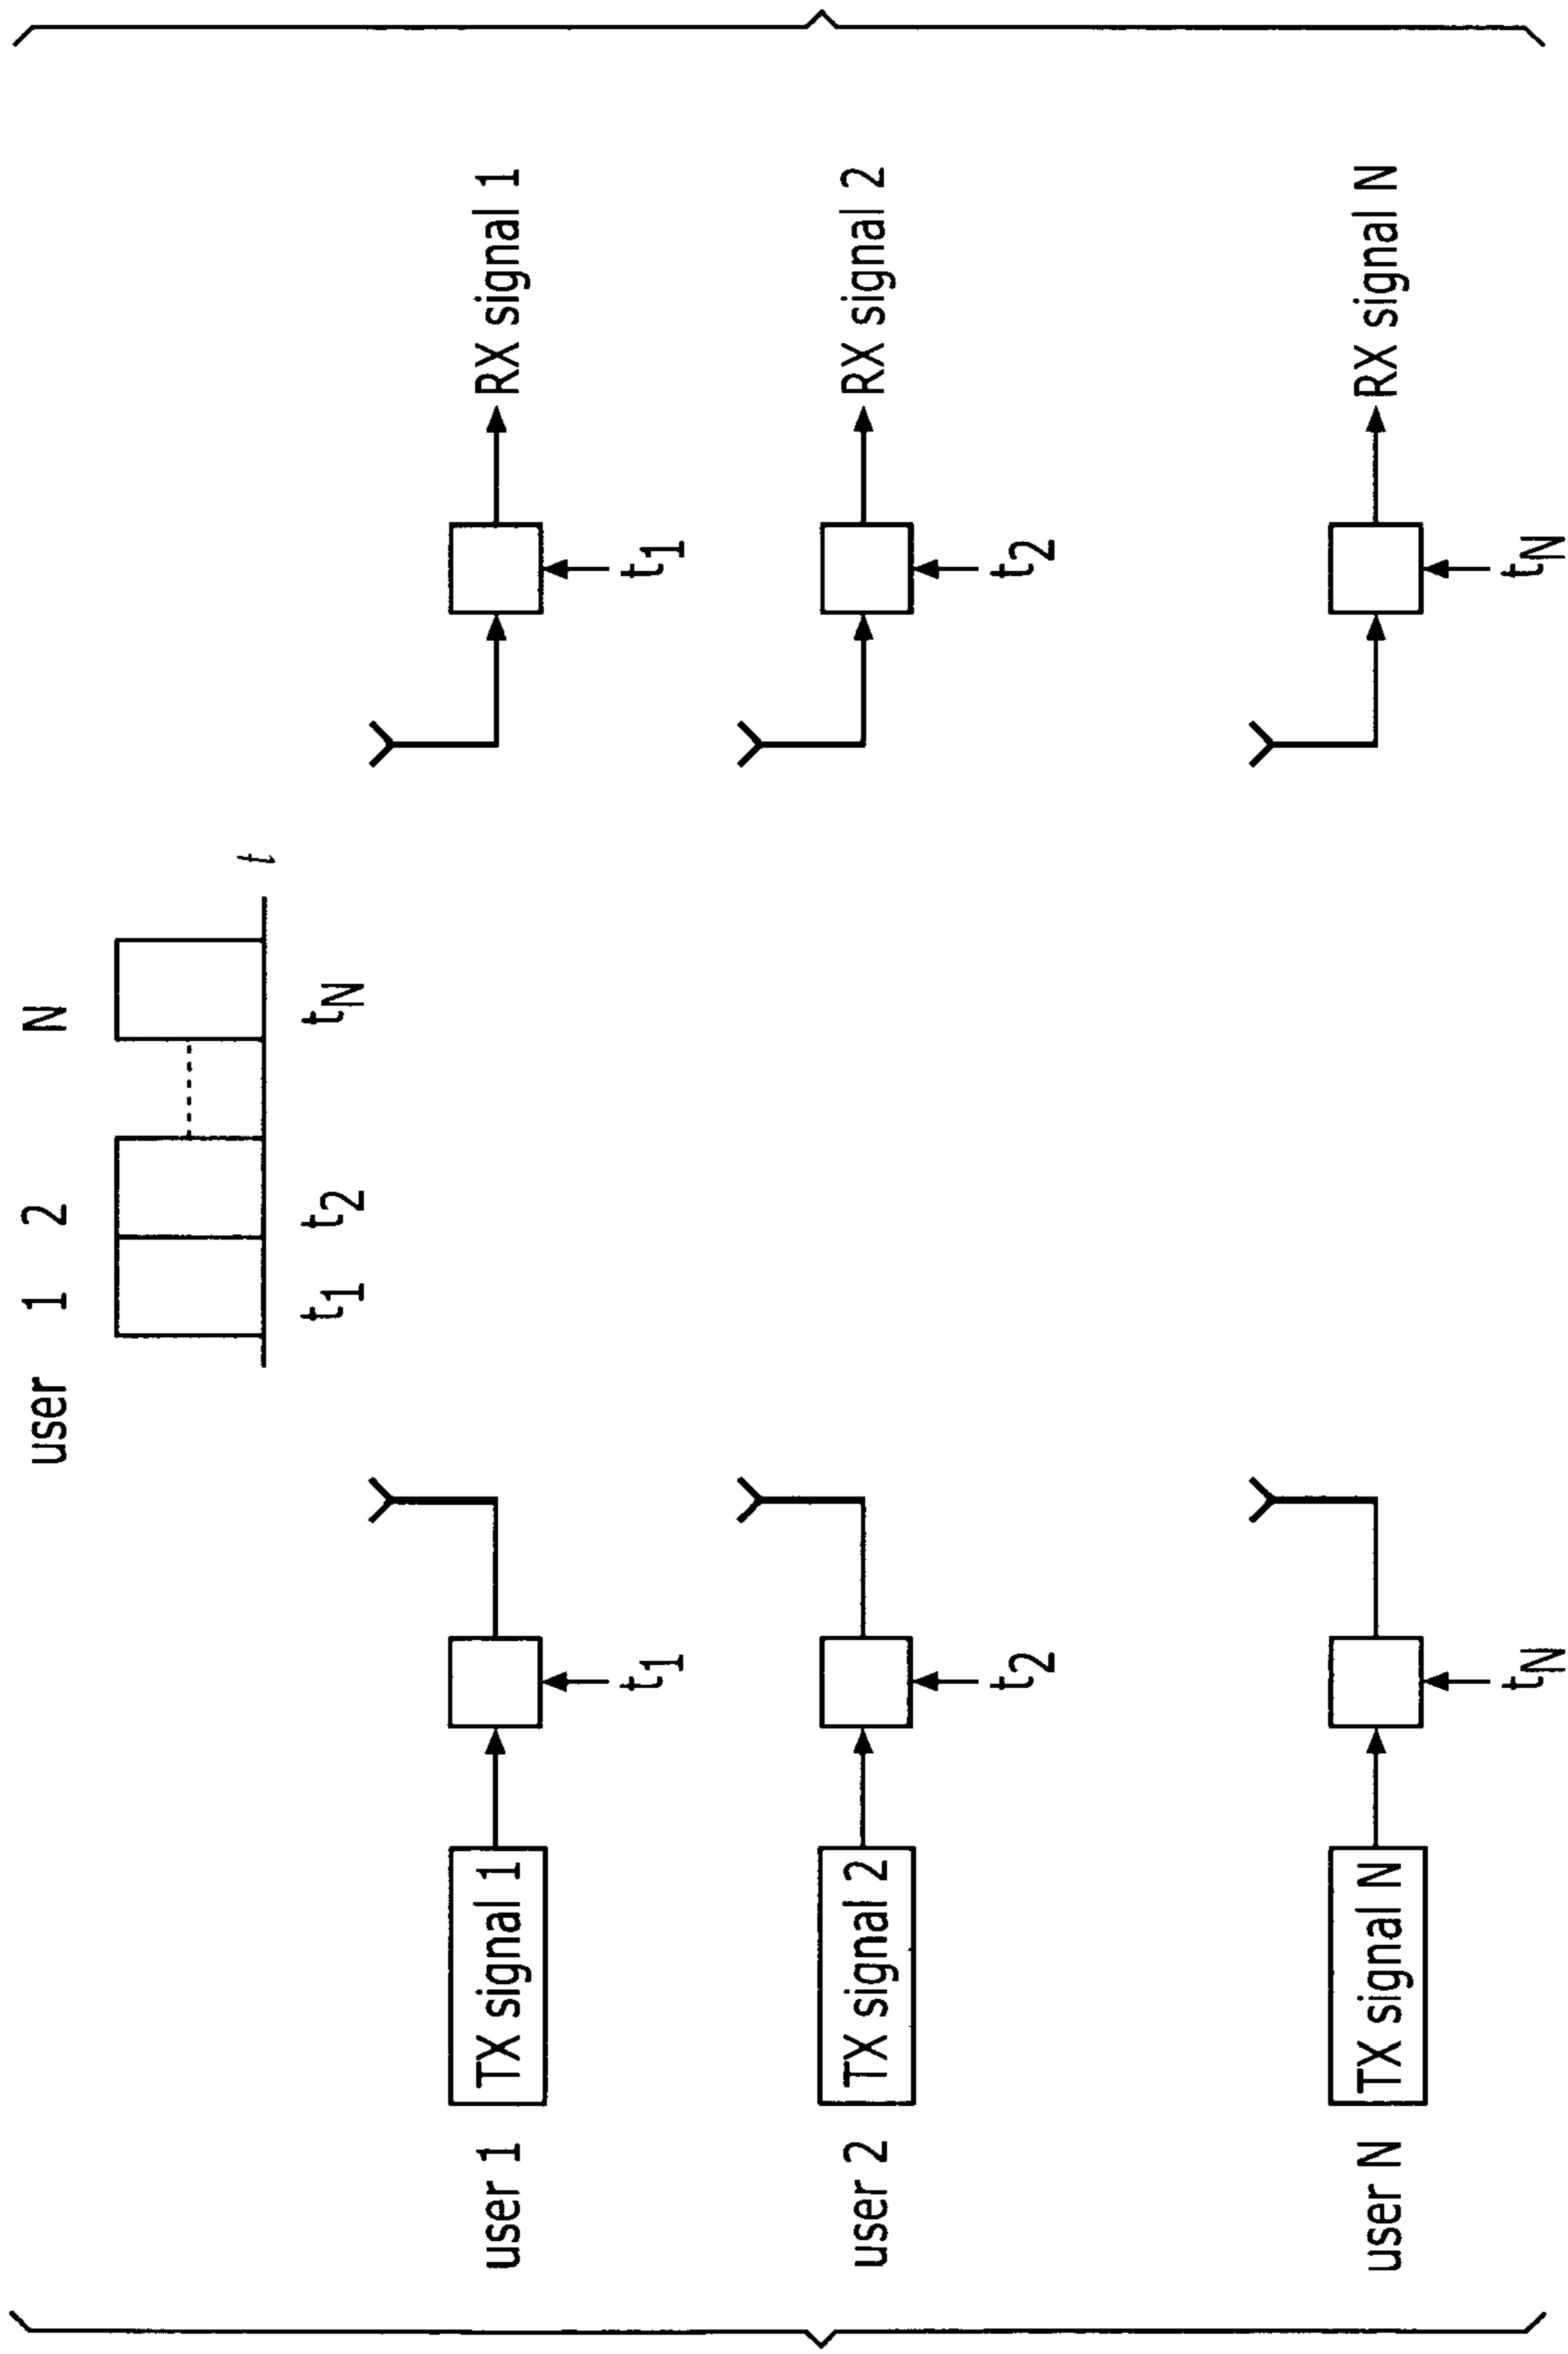 user 1 2 N
t
t1 t2 tN
user 1 TX signal 1 RX signal 1
t1 t1
user 2 TX signal 2 RX signal 2
t2 t2
user N TX signal N RX signal N
tN tN